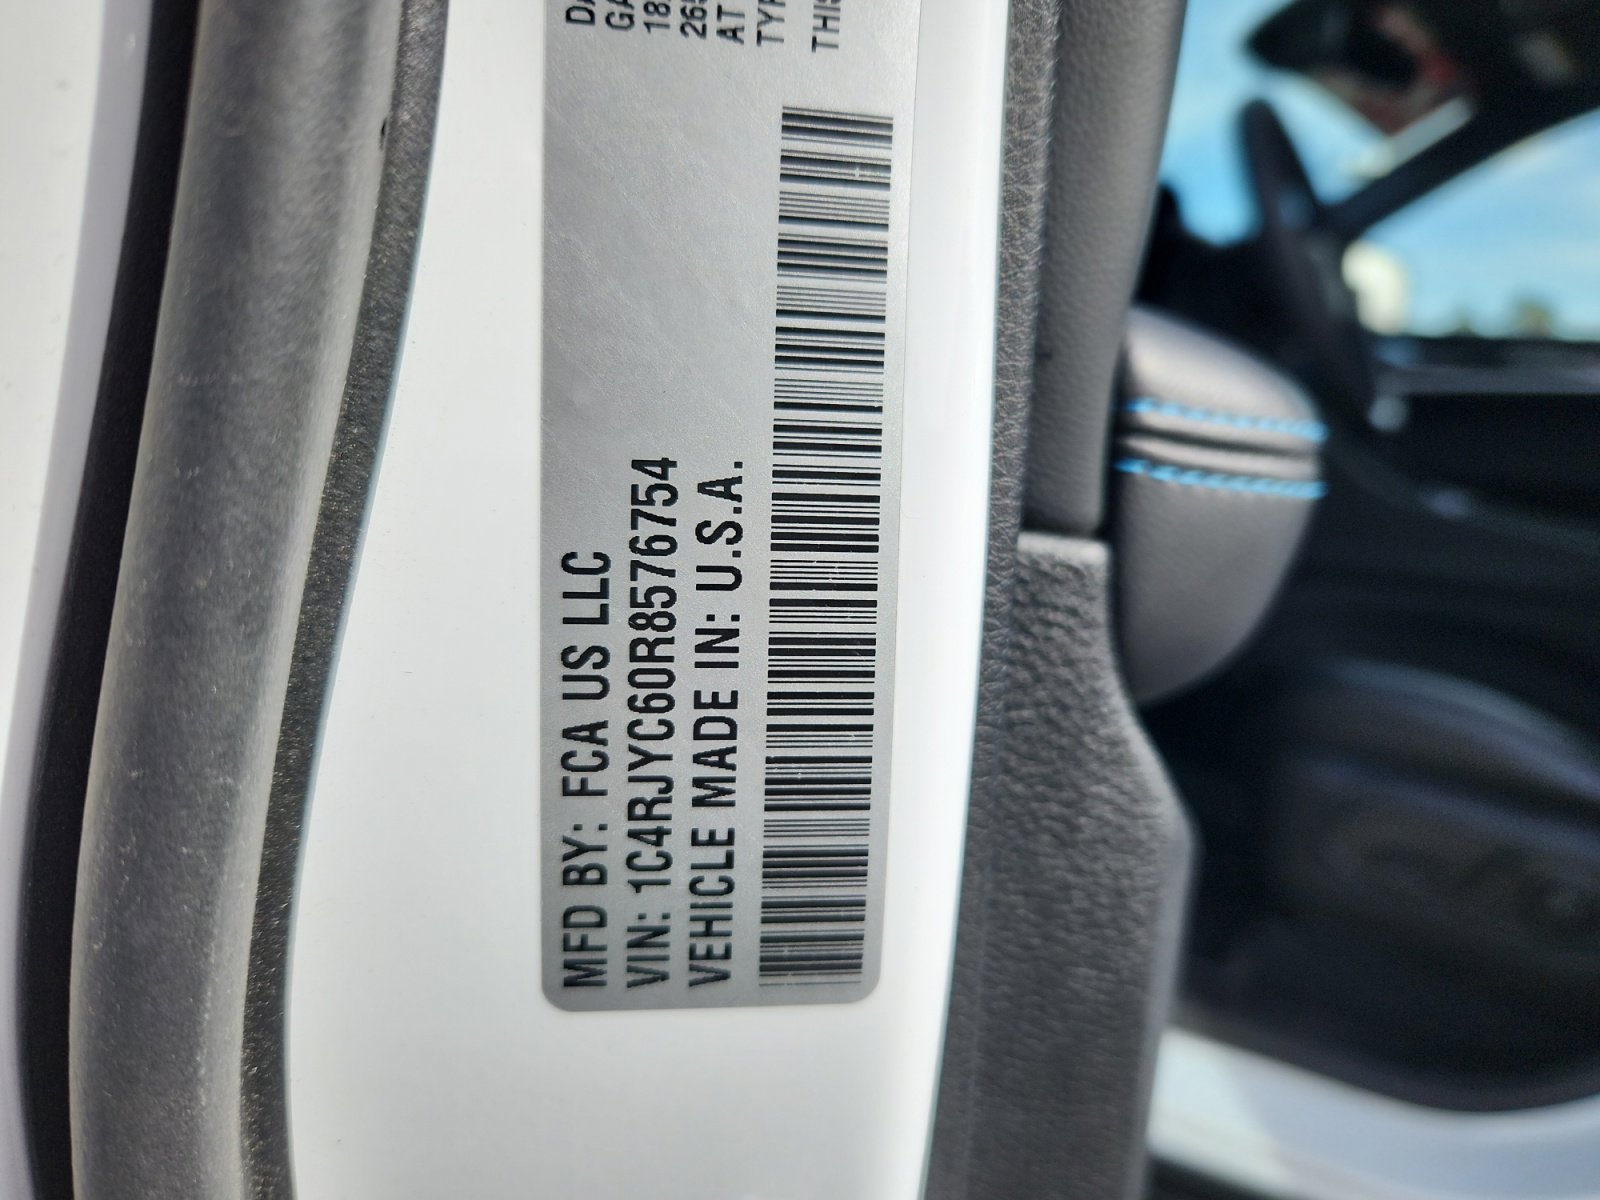 MFD BY: FCA US LLC
VIN: 1C4RJYC60R8576754
VEHICLE MADE IN: U.S.A.